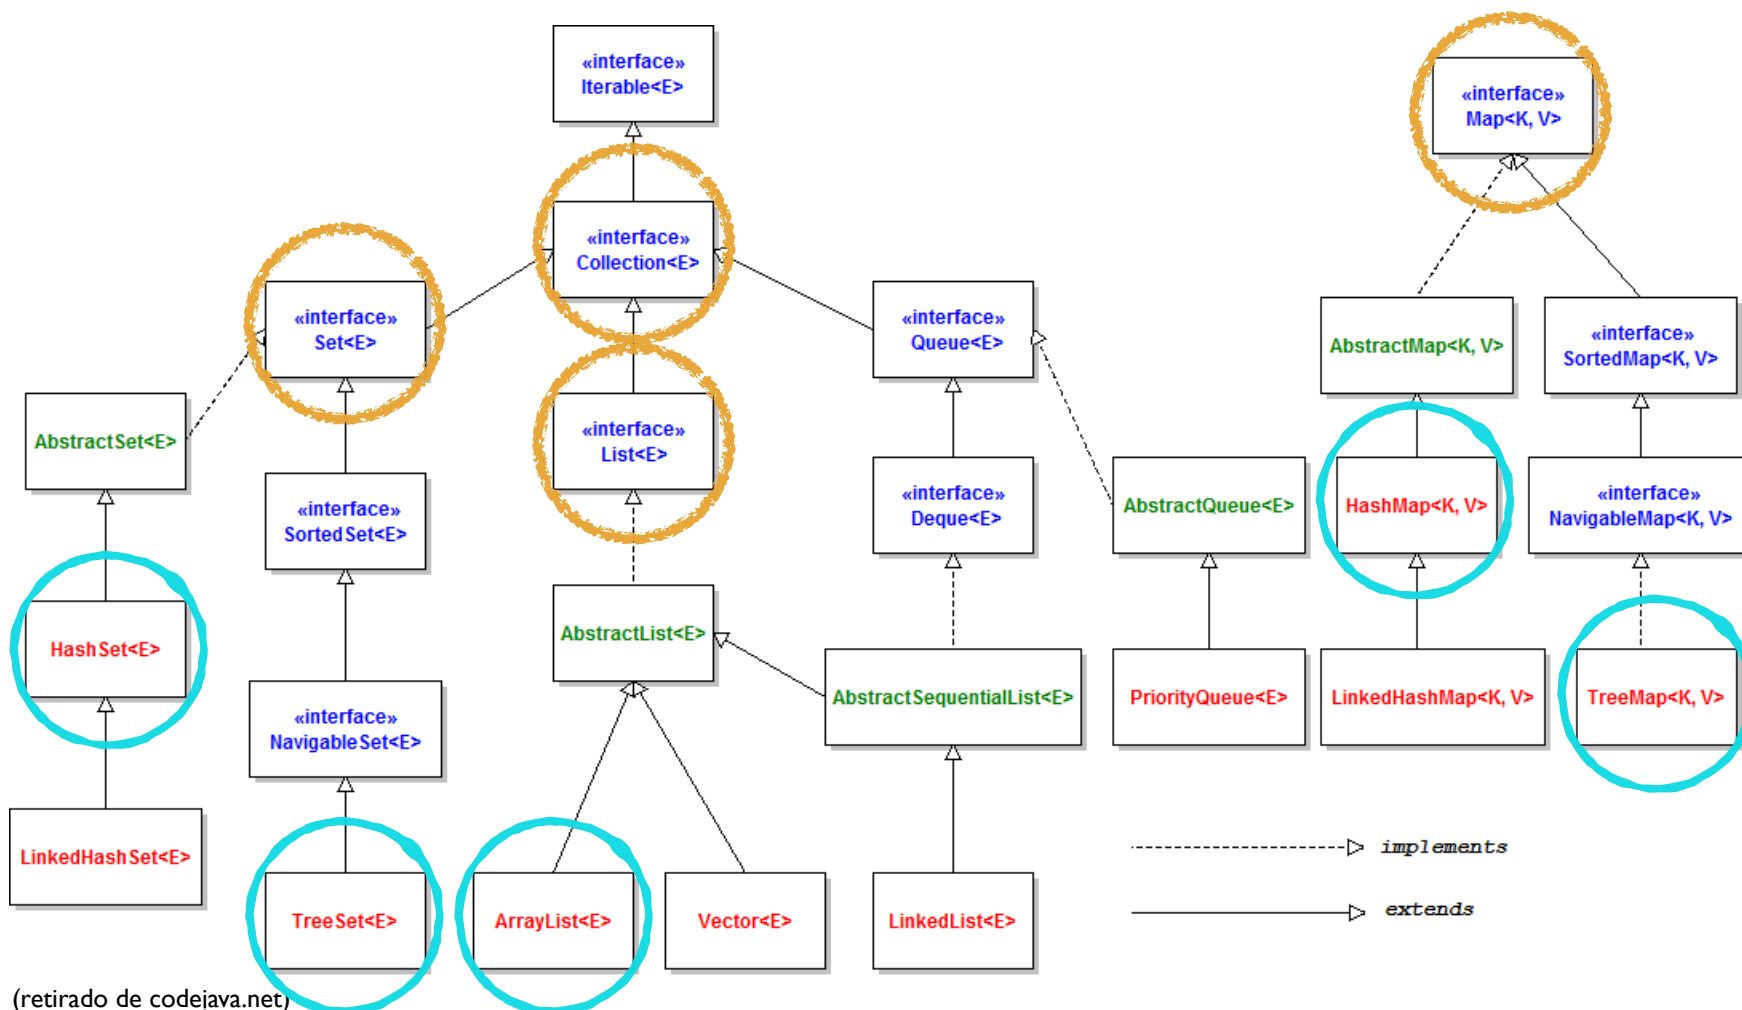 «interface»
Iterable<E>
«interface»
Map<K, V>
«interface»
Collection<E>
«interface»
Set<E>
«interface»
Queue<E>
AbstractMap<K, V>
«interface»
SortedMap<K, V>
AbstractSet<E>
«interface»
List<E>
«interface»
SortedSet<E>
«interface»
Deque<E>
AbstractQueue<E>
HashMap<K, V>
«interface»
NavigableMap<K, V>
HashSet<E>
AbstractList<E>
«interface»
NavigableSet<E>
AbstractSequentialList<E>
PriorityQueue<E>
LinkedHashMap<K, V>
TreeMap<K, V>
LinkedHashSet<E>
TreeSet<E>
ArrayList<E>
Vector<E>
LinkedList<E>
implements
extends
(retirado de codejava.net)